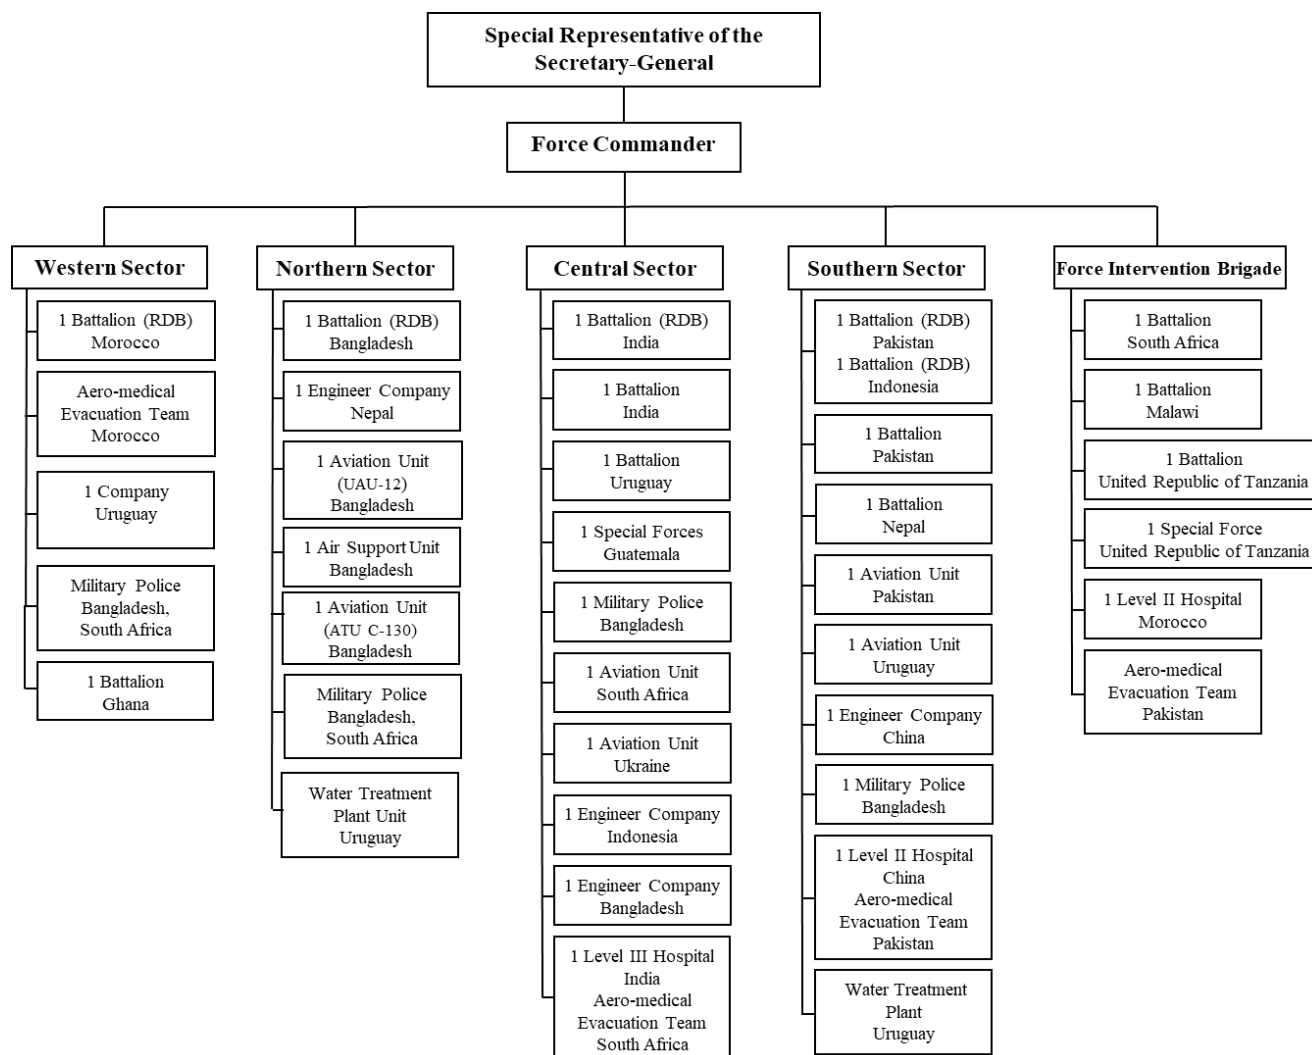 Special Representative of the
Secretary-General
Force Commander
Western Sector
1 Battalion (RDB)
Morocco
Aero-medical
Evacuation Team
Morocco
1 Company
Uruguay
Military Police
Bangladesh,
South Africa
1 Battalion
Ghana
Northern Sector
1 Battalion (RDB)
Bangladesh
1 Engineer Company
Nepal
1 Aviation Unit
(UAU-12)
Bangladesh
1 Air Support Unit
Bangladesh
1 Aviation Unit
(ATU C-130)
Bangladesh
Military Police
Bangladesh,
South Africa
Water Treatment
Plant Unit
Uruguay
Central Sector
1 Battalion (RDB)
India
1 Battalion
India
1 Battalion
Uruguay
1 Special Forces
Guatemala
1 Military Police
Bangladesh
1 Aviation Unit
South Africa
1 Aviation Unit
Ukraine
1 Engineer Company
Indonesia
1 Engineer Company
Bangladesh
1 Level III Hospital
India
Aero-medical
Evacuation Team
South Africa
Southern Sector
1 Battalion (RDB)
Pakistan
1 Battalion (RDB)
Indonesia
1 Battalion
Pakistan
1 Battalion
Nepal
1 Aviation Unit
Pakistan
1 Aviation Unit
Uruguay
1 Engineer Company
China
1 Military Police
Bangladesh
1 Level II Hospital
China
Aero-medical
Evacuation Team
Pakistan
Water Treatment
Plant
Uruguay
Force Intervention Brigade
1 Battalion
South Africa
1 Battalion
Malawi
1 Battalion
United Republic of Tanzania
1 Special Force
United Republic of Tanzania
1 Level II Hospital
Morocco
Aero-medical
Evacuation Team
Pakistan